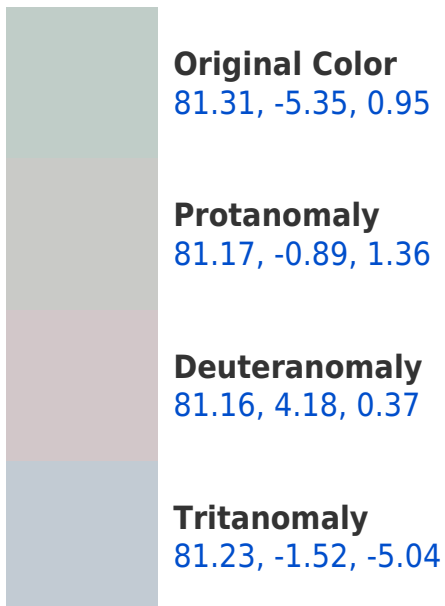 Original Color
81.31, -5.35, 0.95
Protanomaly
81.17, -0.89, 1.36
Deuteranomaly
81.16, 4.18, 0.37
Tritanomaly
81.23, -1.52, -5.04